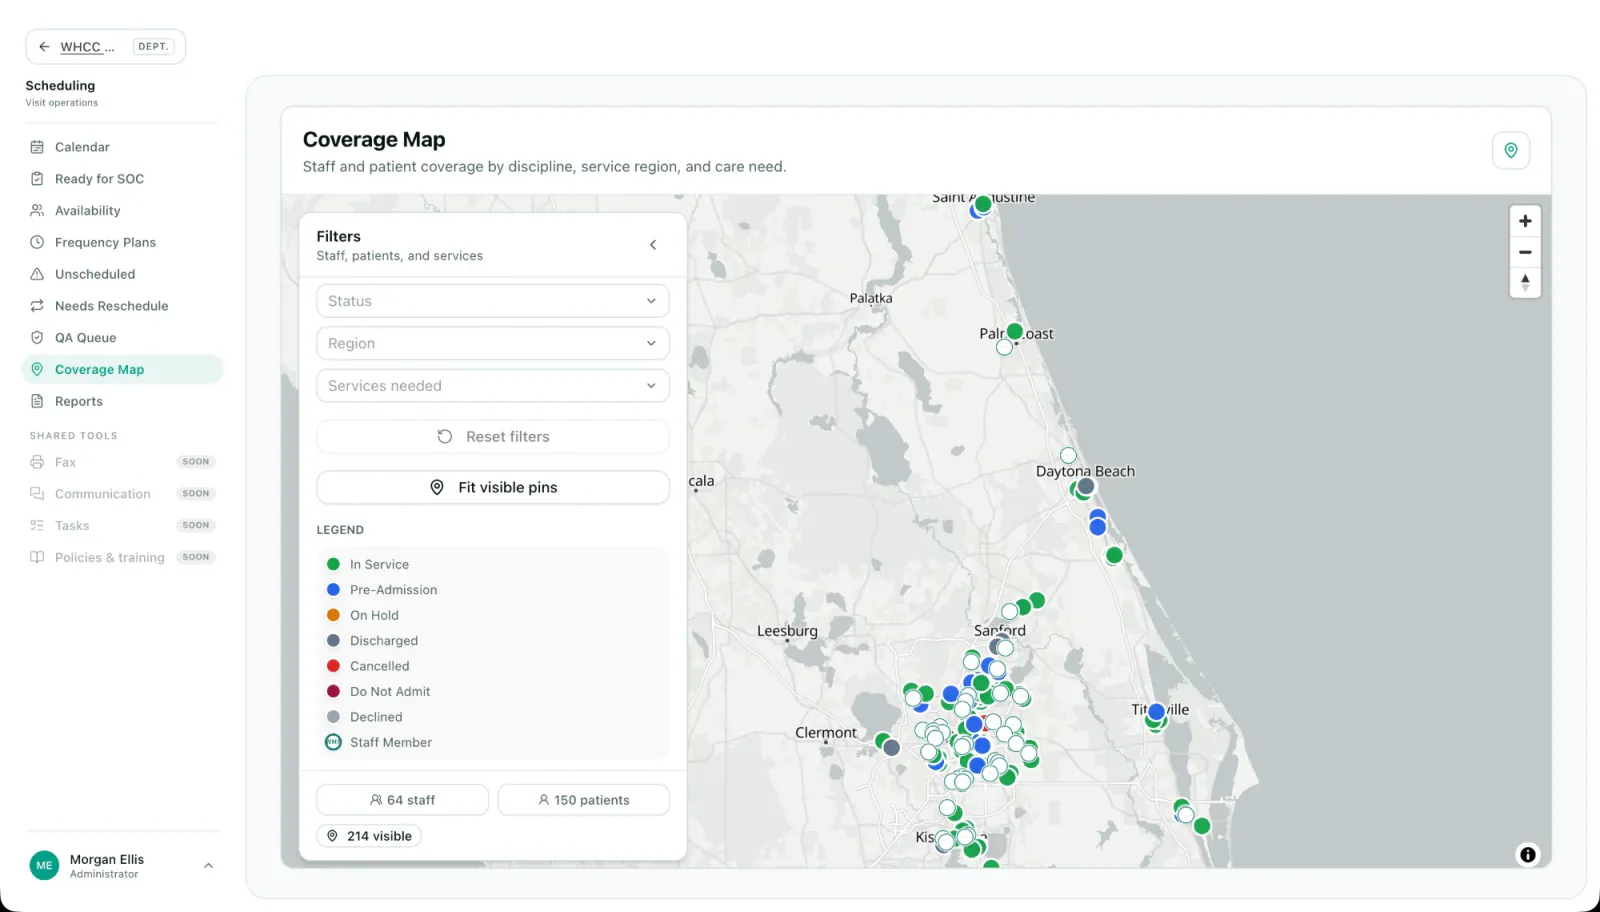 WHCC ...
DEPT.
Scheduling
Visit operations
Calendar
Ready for SOC
Availability
Frequency Plans
Unscheduled
Needs Reschedule
QA Queue
Coverage Map
Reports
SHARED TOOLS
Fax SOON
Communication SOON
Tasks SOON
Policies & training SOON
ME
Morgan Ellis
Administrator
Coverage Map
Staff and patient coverage by discipline, service region, and care need.
Filters
Staff, patients, and services
Status
Region
Services needed
Reset filters
Fit visible pins
LEGEND
In Service
Pre-Admission
On Hold
Discharged
Cancelled
Do Not Admit
Declined
Staff Member
64 staff
150 patients
214 visible
Palatka
Daytona Beach
cala
Leesburg
Sanford
Clermont